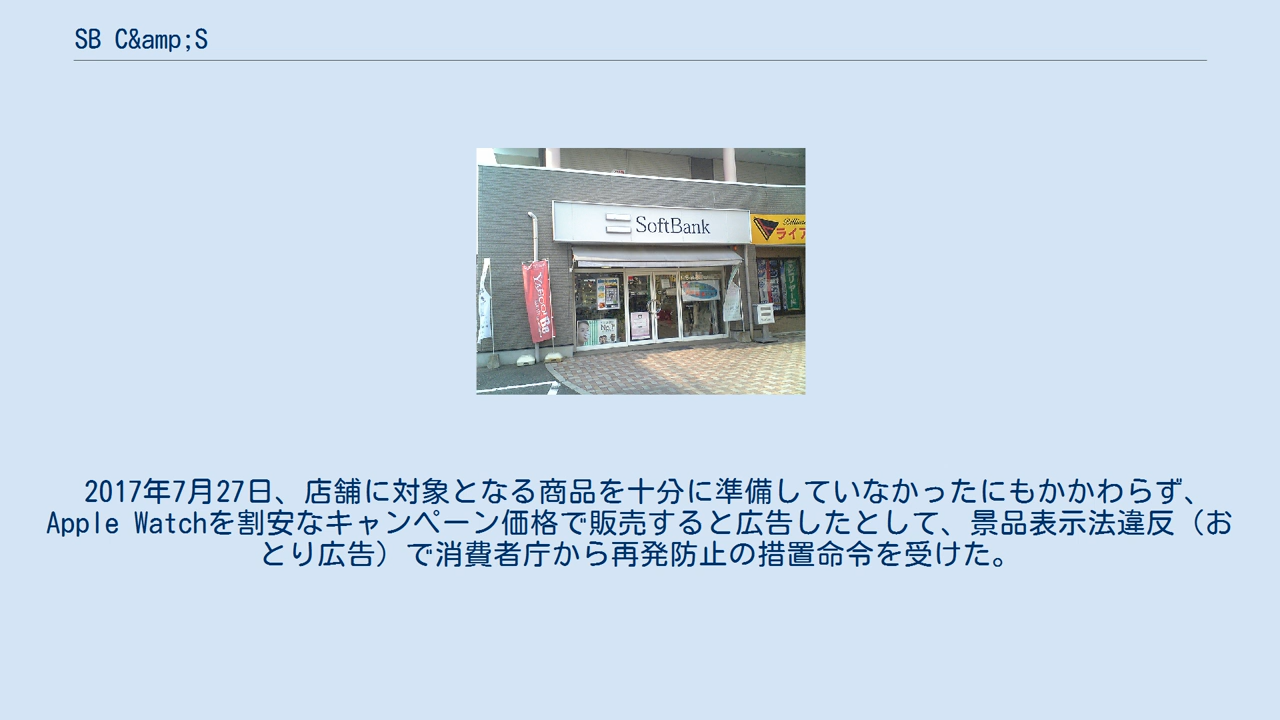 SB C&amp;S
SoftBank
ライア
YAHOO!
BB
2017年7月27日、店舗に対象となる商品を十分に準備していなかったにもかかわらず、
Apple Watchを割安なキャンペーン価格で販売すると広告したとして、景品表示法違反（お
とり広告）で消費者庁から再発防止の措置命令を受けた。